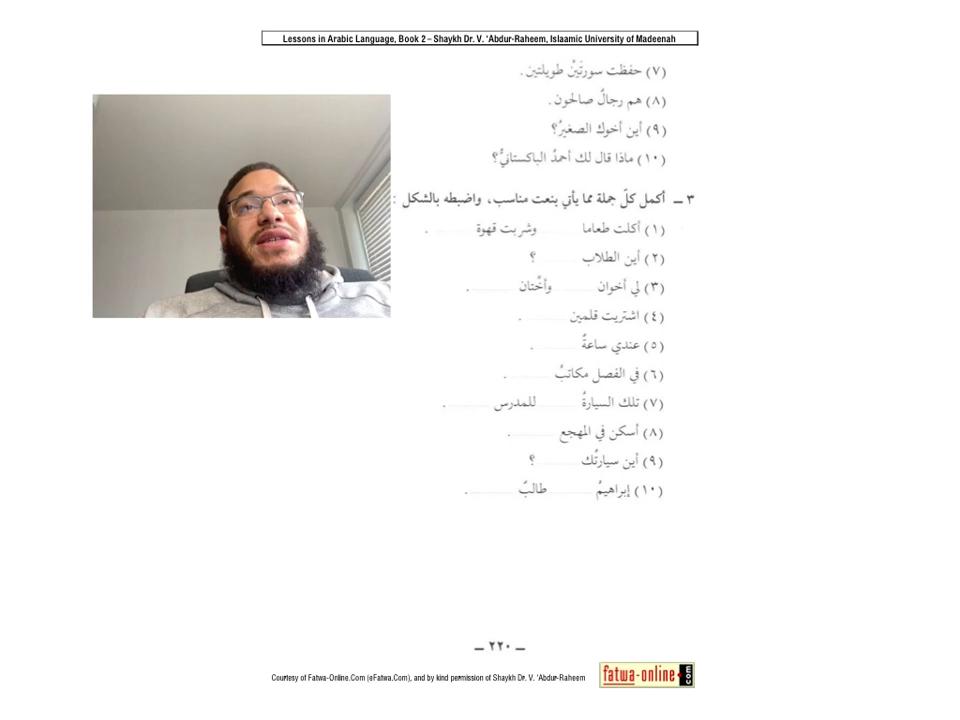 Lessons in Arabic Language, Book 2 – Shaykh Dr. V. 'Abdur-Raheem, Islaamic University of Madeenah
(٧) حفظت سورتَيْن طويلتين .
(٨) هم رجالٌ صالحون .
(٩) أين أخوك الصغيرُ؟
(١٠) ماذا قال لك أحمدُ الباكستانيُّ؟
٣ ــ أكمل كلّ جملة مما يأتي بنعت مناسب، واضبطه بالشكل :
(١) أكلت طعاما ............ وشربت قهوة ............ .
(٢) أين الطلاب ............ ؟
(٣) لي أخوان ............ وأخْتان ............ .
(٤) اشتريت قلمين ............ .
(٥) عندي ساعةٌ ............ .
(٦) في الفصل مكاتبُ ............ .
(٧) تلك السيارةُ ............ للمدرس ............ .
(٨) أسكن في المهجع ............ .
(٩) أين سيارتُك ............ ؟
(١٠) إبراهيمُ ............ طالبٌ ............ .
ــ ٢٢٠ ــ
Courtesy of Fatwa-Online.Com (eFatwa.Com), and by kind permission of Shaykh Dr. V. 'Abdur-Raheem
fatwa-online.com